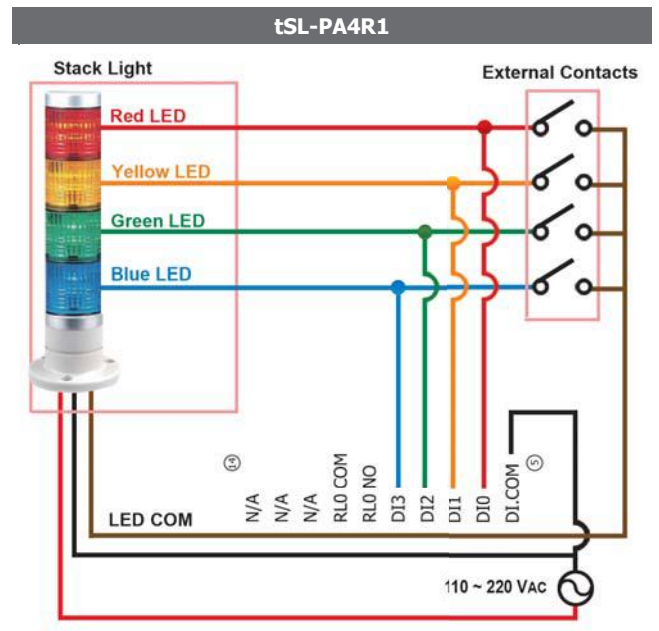 tSL-PA4R1
Stack Light
External Contacts
Red LED
Yellow LED
Green LED
Blue LED
14
N/A
N/A
N/A
RL0 COM
RL0 NO
DI3
DI2
DI1
DI0
DI.COM
5
LED COM
110 ~ 220 VAC